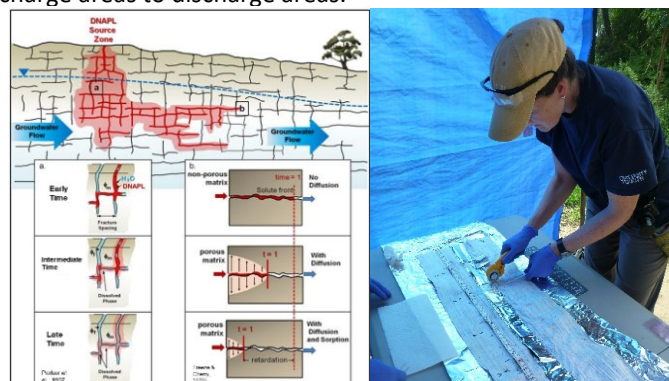 charge areas to discharge areas.
DNAPL
Source
Zone
a
b
Groundwater
Flow
Groundwater
Flow
a.
Early
Time
H₂O
DNAPL
Fracture
Spacing
Intermediate
Time
Dissolved
Phase
Late
Time
Dissolved
Phase
b.
non-porous
matrix
time = 1
Solute front
No
Diffusion
porous
matrix
t = 1
With
Diffusion
porous
matrix
t = 1
With
Diffusion
and Sorption
retardation